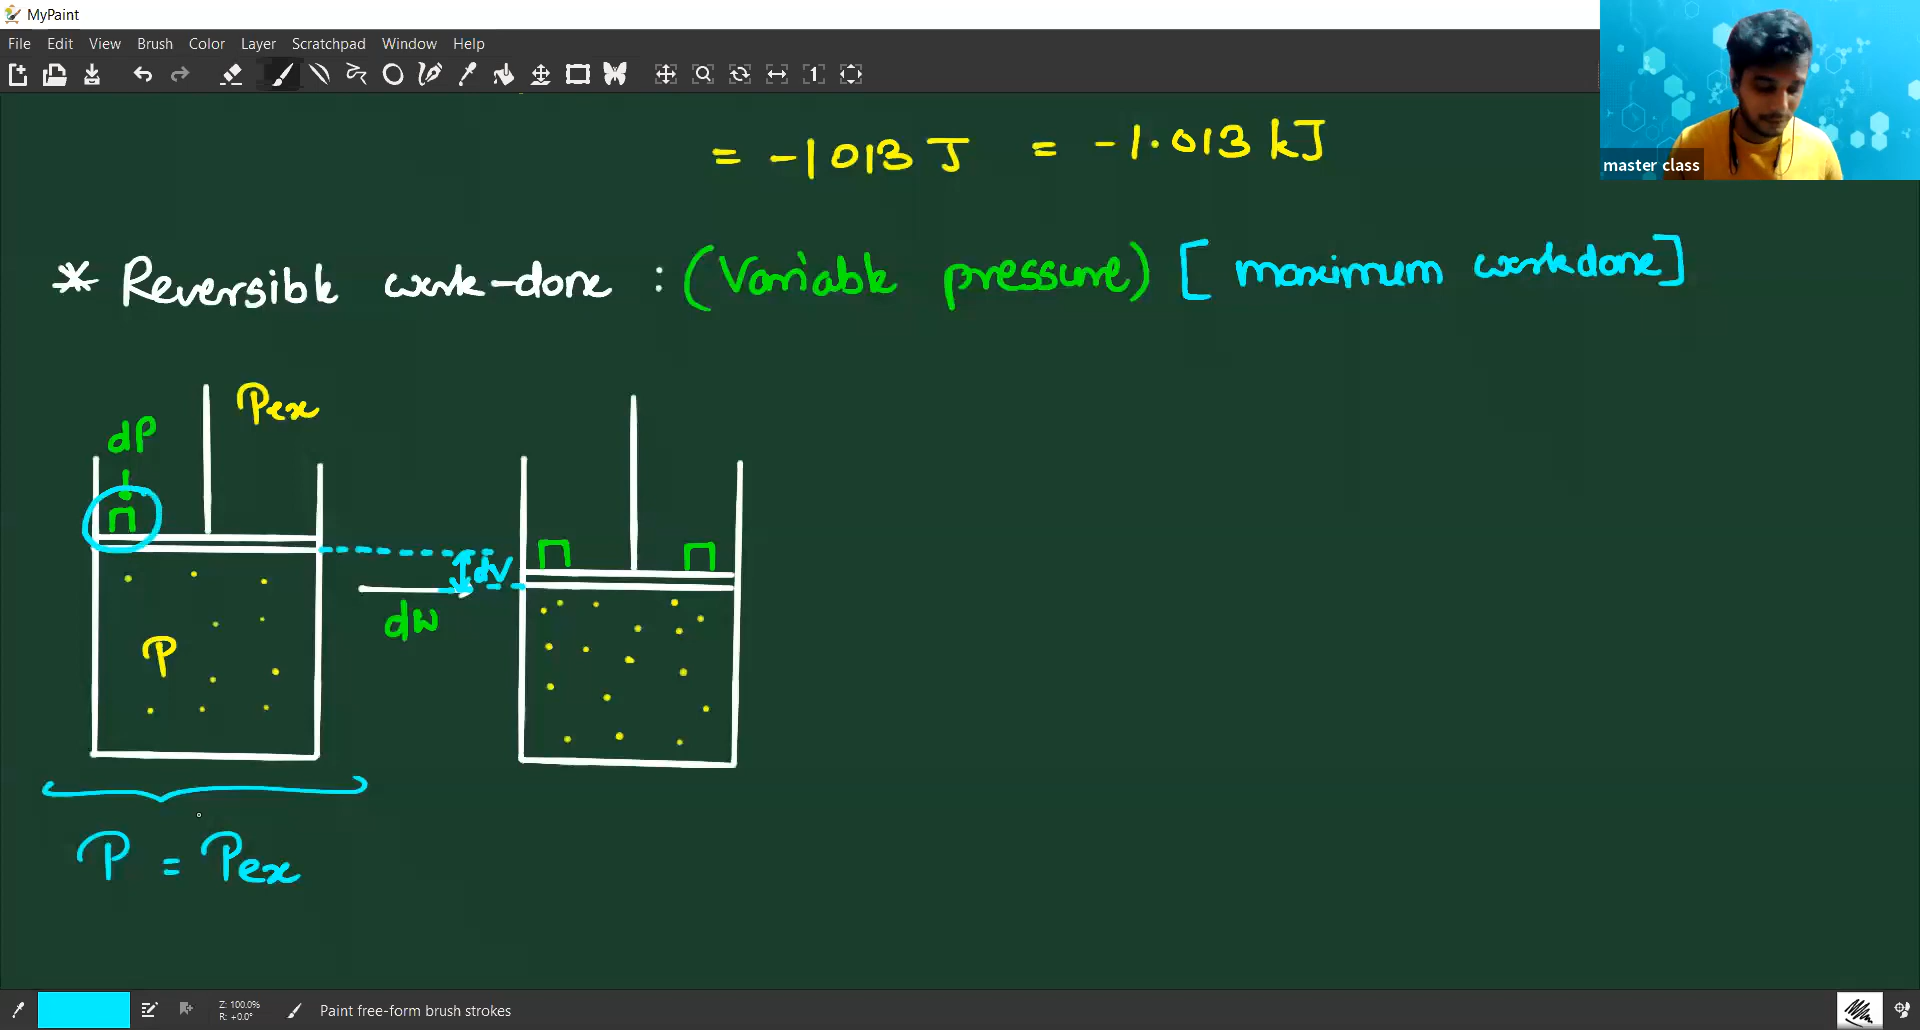 MyPaint
File Edit View Brush Color Layer Scratchpad Window Help
master class
= -1013 J = -1.013 kJ
* Reversible work-done : (Variable pressure) [maximum workdone]
Pex
dP
dV
dW
P
P = Pex
Z: 100.0%
R: +0.0°
Paint free-form brush strokes